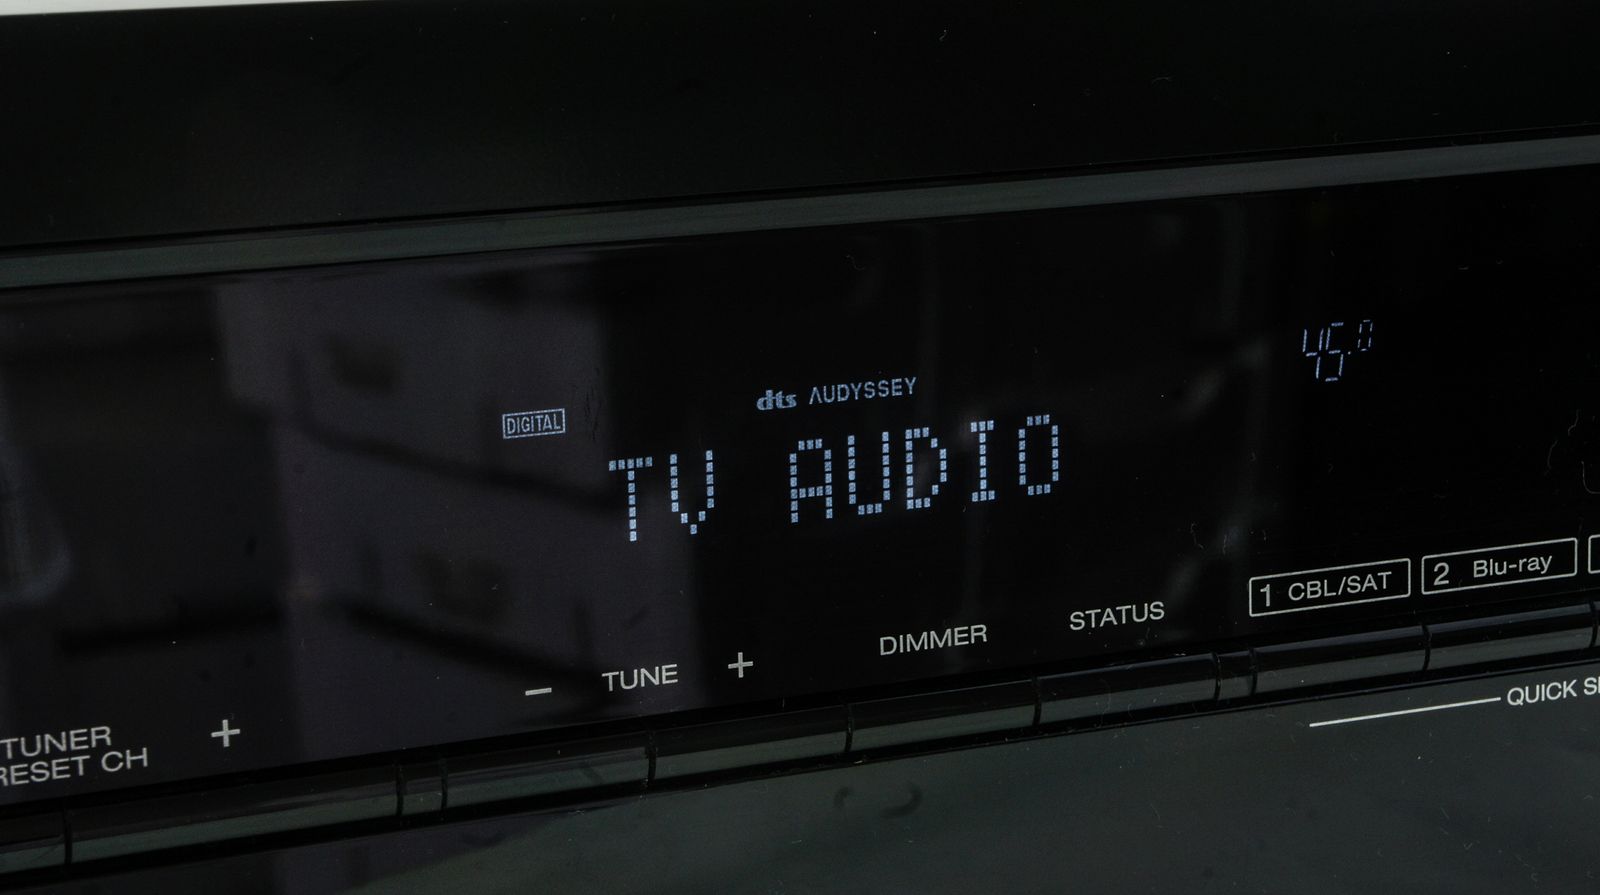 DIGITAL
dts AUDYSSEY
TV AUDIO
45.0
1 CBL/SAT
2 Blu-ray
STATUS
DIMMER
− TUNE +
TUNER +
RESET CH
QUICK